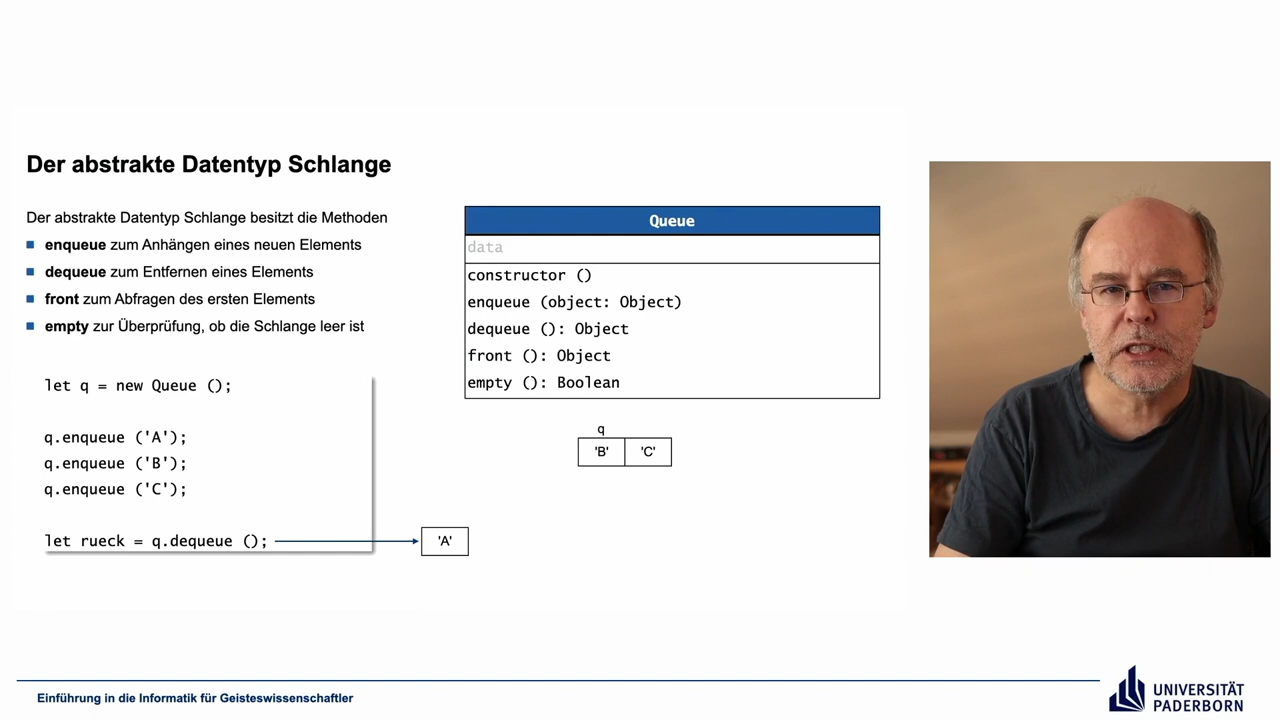 Der abstrakte Datentyp Schlange
Der abstrakte Datentyp Schlange besitzt die Methoden
enqueue zum Anhängen eines neuen Elements
dequeue zum Entfernen eines Elements
front zum Abfragen des ersten Elements
empty zur Überprüfung, ob die Schlange leer ist
let q = new Queue ();
q.enqueue ('A');
q.enqueue ('B');
q.enqueue ('C');
let rueck = q.dequeue ();
'A'
Queue
data
constructor ()
enqueue (object: Object)
dequeue (): Object
front (): Object
empty (): Boolean
q
'B' 'C'
Einführung in die Informatik für Geisteswissenschaftler
UNIVERSITÄT
PADERBORN